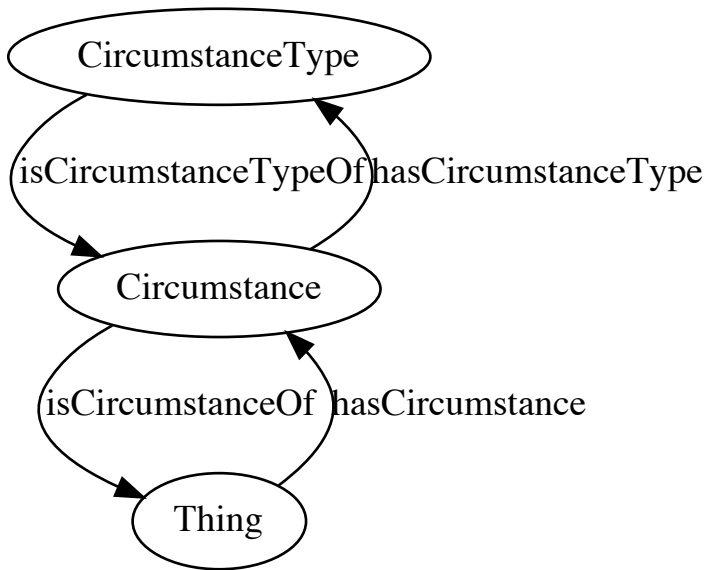 CircumstanceType
isCircumstanceTypeOf hasCircumstanceType
Circumstance
isCircumstanceOf hasCircumstance
Thing